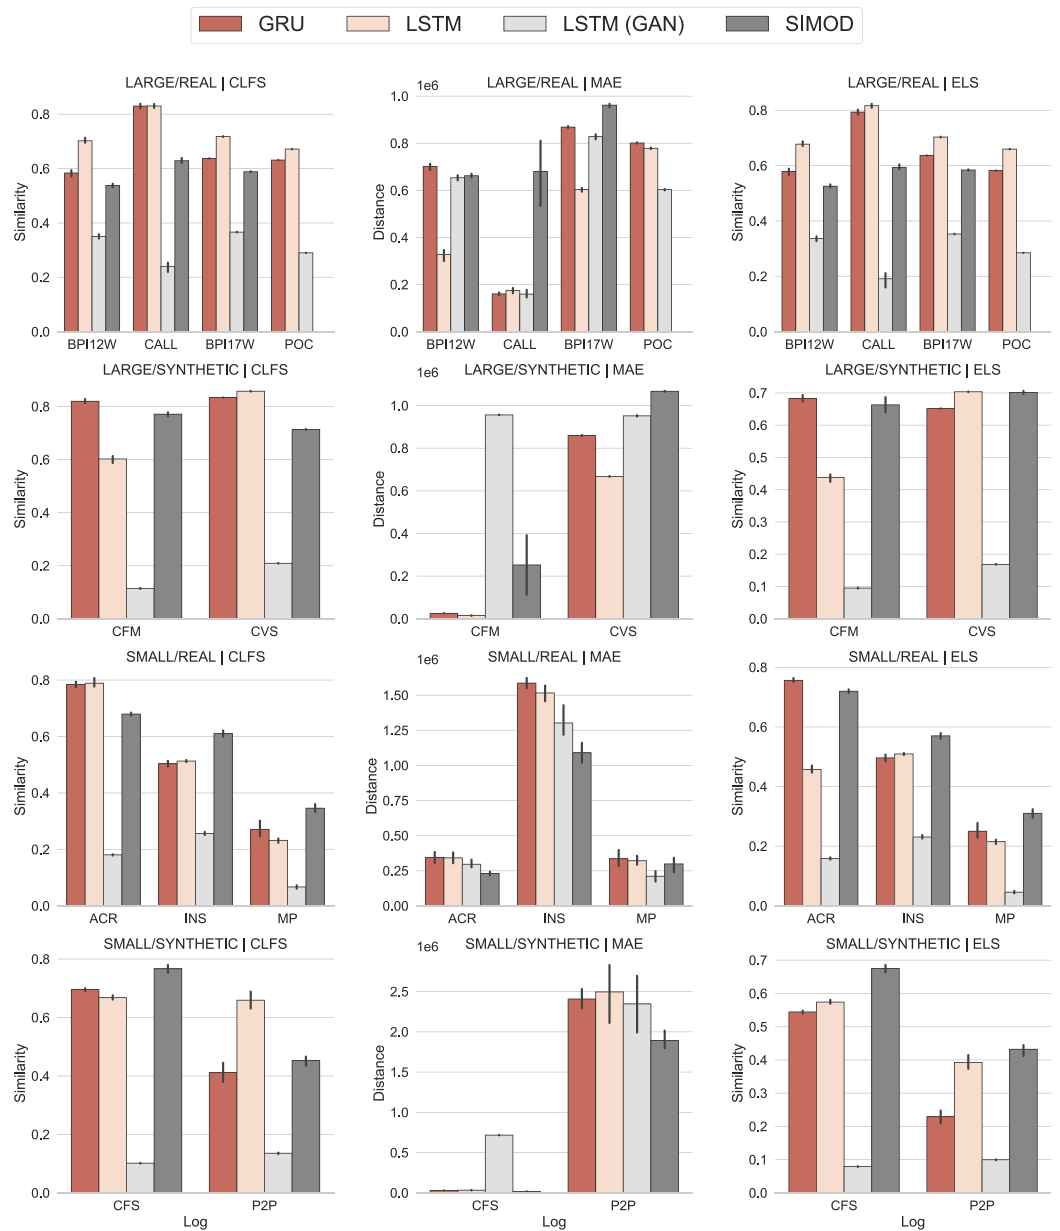 GRU LSTM LSTM (GAN) SIMOD
LARGE/REAL | CLFS
Similarity
0.8
0.6
0.4
0.2
0.0
BPI12W CALL BPI17W POC
LARGE/REAL | MAE
1e6
Distance
1.0
0.8
0.6
0.4
0.2
0.0
BPI12W CALL BPI17W POC
LARGE/REAL | ELS
Similarity
0.8
0.6
0.4
0.2
0.0
BPI12W CALL BPI17W POC
LARGE/SYNTHETIC | CLFS
Similarity
0.8
0.6
0.4
0.2
0.0
CFM CVS
LARGE/SYNTHETIC | MAE
1e6
Distance
1.0
0.8
0.6
0.4
0.2
0.0
CFM CVS
LARGE/SYNTHETIC | ELS
Similarity
0.7
0.6
0.5
0.4
0.3
0.2
0.1
0.0
CFM CVS
SMALL/REAL | CLFS
Similarity
0.8
0.6
0.4
0.2
0.0
ACR INS MP
SMALL/REAL | MAE
1e6
Distance
1.50
1.25
1.00
0.75
0.50
0.25
0.00
ACR INS MP
SMALL/REAL | ELS
Similarity
0.8
0.6
0.4
0.2
0.0
ACR INS MP
SMALL/SYNTHETIC | CLFS
Similarity
0.8
0.6
0.4
0.2
0.0
CFS P2P
Log
SMALL/SYNTHETIC | MAE
1e6
Distance
2.5
2.0
1.5
1.0
0.5
0.0
CFS P2P
Log
SMALL/SYNTHETIC | ELS
Similarity
0.7
0.6
0.5
0.4
0.3
0.2
0.1
0.0
CFS P2P
Log